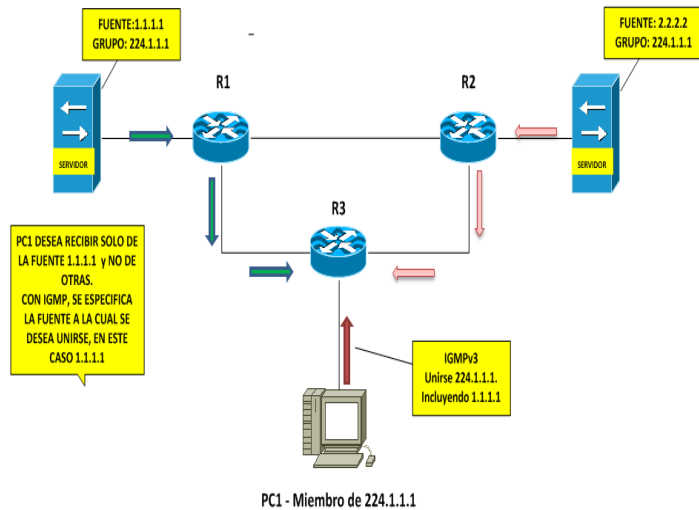 FUENTE:1.1.1.1
GRUPO: 224.1.1.1
FUENTE: 2.2.2.2
GRUPO: 224.1.1.1
R1
R2
SERVIDOR
SERVIDOR
R3
PC1 DESEA RECIBIR SOLO DE
LA FUENTE 1.1.1.1 y NO DE
OTRAS.
CON IGMP, SE ESPECIFICA
LA FUENTE A LA CUAL SE
DESEA UNIRSE, EN ESTE
CASO 1.1.1.1
IGMPv3
Unirse 224.1.1.1.
Incluyendo 1.1.1.1
PC1 - Miembro de 224.1.1.1